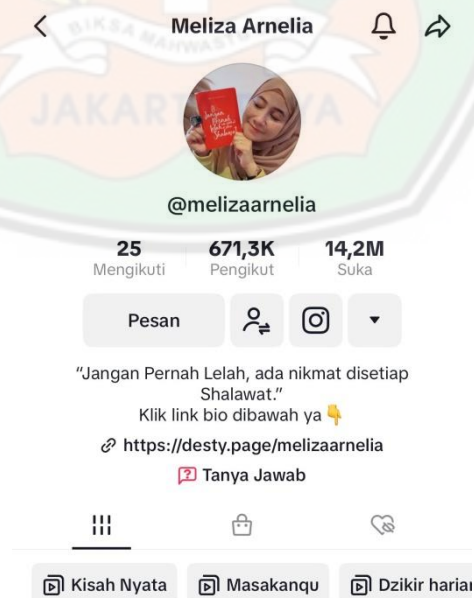 Meliza Arnelia
JAKARTA
@melizaarnelia
25 671,3K 14,2M
Mengikuti Pengikut Suka
Pesan
“Jangan Pernah Lelah, ada nikmat disetiap
Shalawat.”
Klik link bio dibawah ya👇
https://desty.page/melizaarnelia
Tanya Jawab
Kisah Nyata Masakanqu Dzikir harian